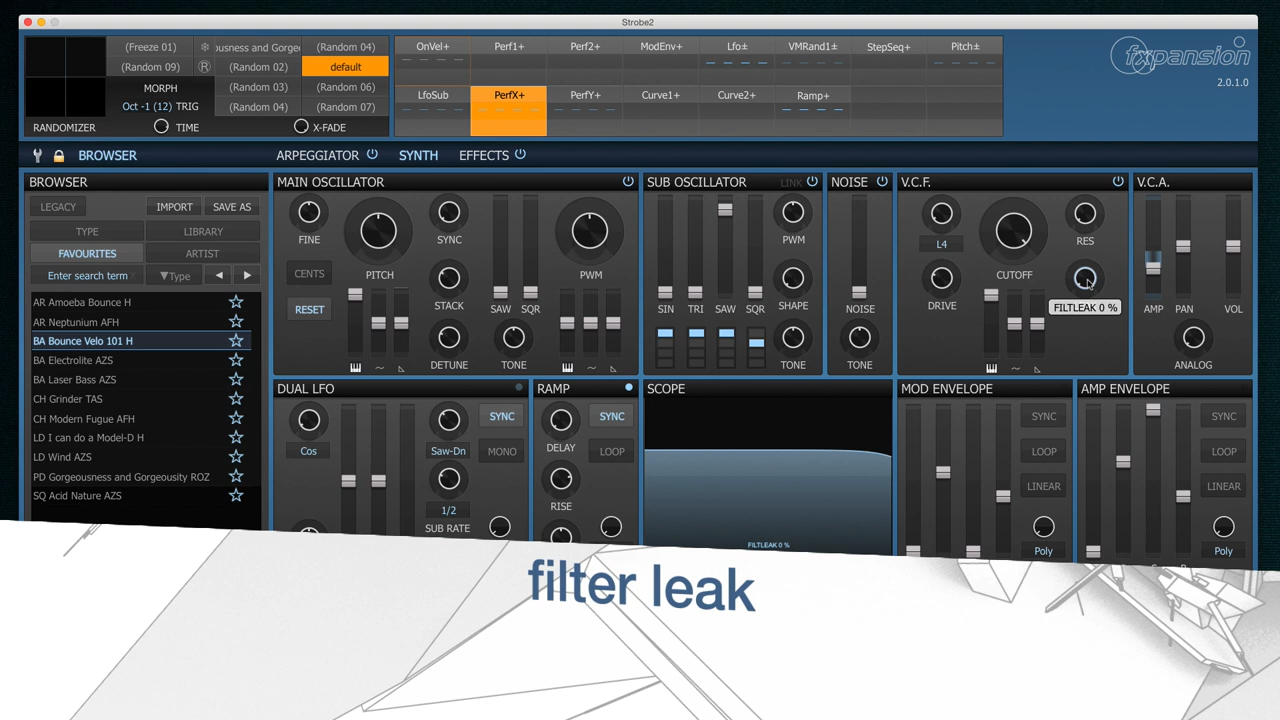 Strobe2
(Freeze 01)
ousness and Gorgeo
(Random 04)
(Random 09)
R
(Random 02)
default
MORPH
(Random 03)
(Random 06)
Oct -1 (12) TRIG
(Random 04)
(Random 07)
RANDOMIZER
TIME
X-FADE
OnVel+
Perf1+
Perf2+
ModEnv+
Lfo±
VMRand1±
StepSeq+
Pitch±
LfoSub
PerfX+
PerfY+
Curve1+
Curve2+
Ramp+
fxpansion
2.0.1.0
BROWSER
ARPEGGIATOR
SYNTH
EFFECTS
BROWSER
LEGACY
IMPORT
SAVE AS
TYPE
LIBRARY
FAVOURITES
ARTIST
Enter search term
▼Type
AR Amoeba Bounce H
AR Neptunium AFH
BA Bounce Velo 101 H
BA Electrolite AZS
BA Laser Bass AZS
CH Grinder TAS
CH Modern Fugue AFH
LD I can do a Model-D H
LD Wind AZS
PD Gorgeousness and Gorgeousity ROZ
SQ Acid Nature AZS
MAIN OSCILLATOR
FINE
CENTS
RESET
PITCH
SYNC
STACK
DETUNE
SAW
SQR
TONE
PWM
SUB OSCILLATOR
LINK
SIN
TRI
SAW
SQR
PWM
SHAPE
TONE
NOISE
NOISE
TONE
V.C.F.
L4
DRIVE
CUTOFF
RES
FILTLEAK 0 %
V.C.A.
AMP
PAN
VOL
ANALOG
DUAL LFO
Cos
Saw-Dn
SYNC
MONO
1/2
SUB RATE
RAMP
SYNC
DELAY
LOOP
RISE
SCOPE
FILTLEAK 0 %
MOD ENVELOPE
SYNC
LOOP
LINEAR
Poly
AMP ENVELOPE
SYNC
LOOP
LINEAR
Poly
filter leak